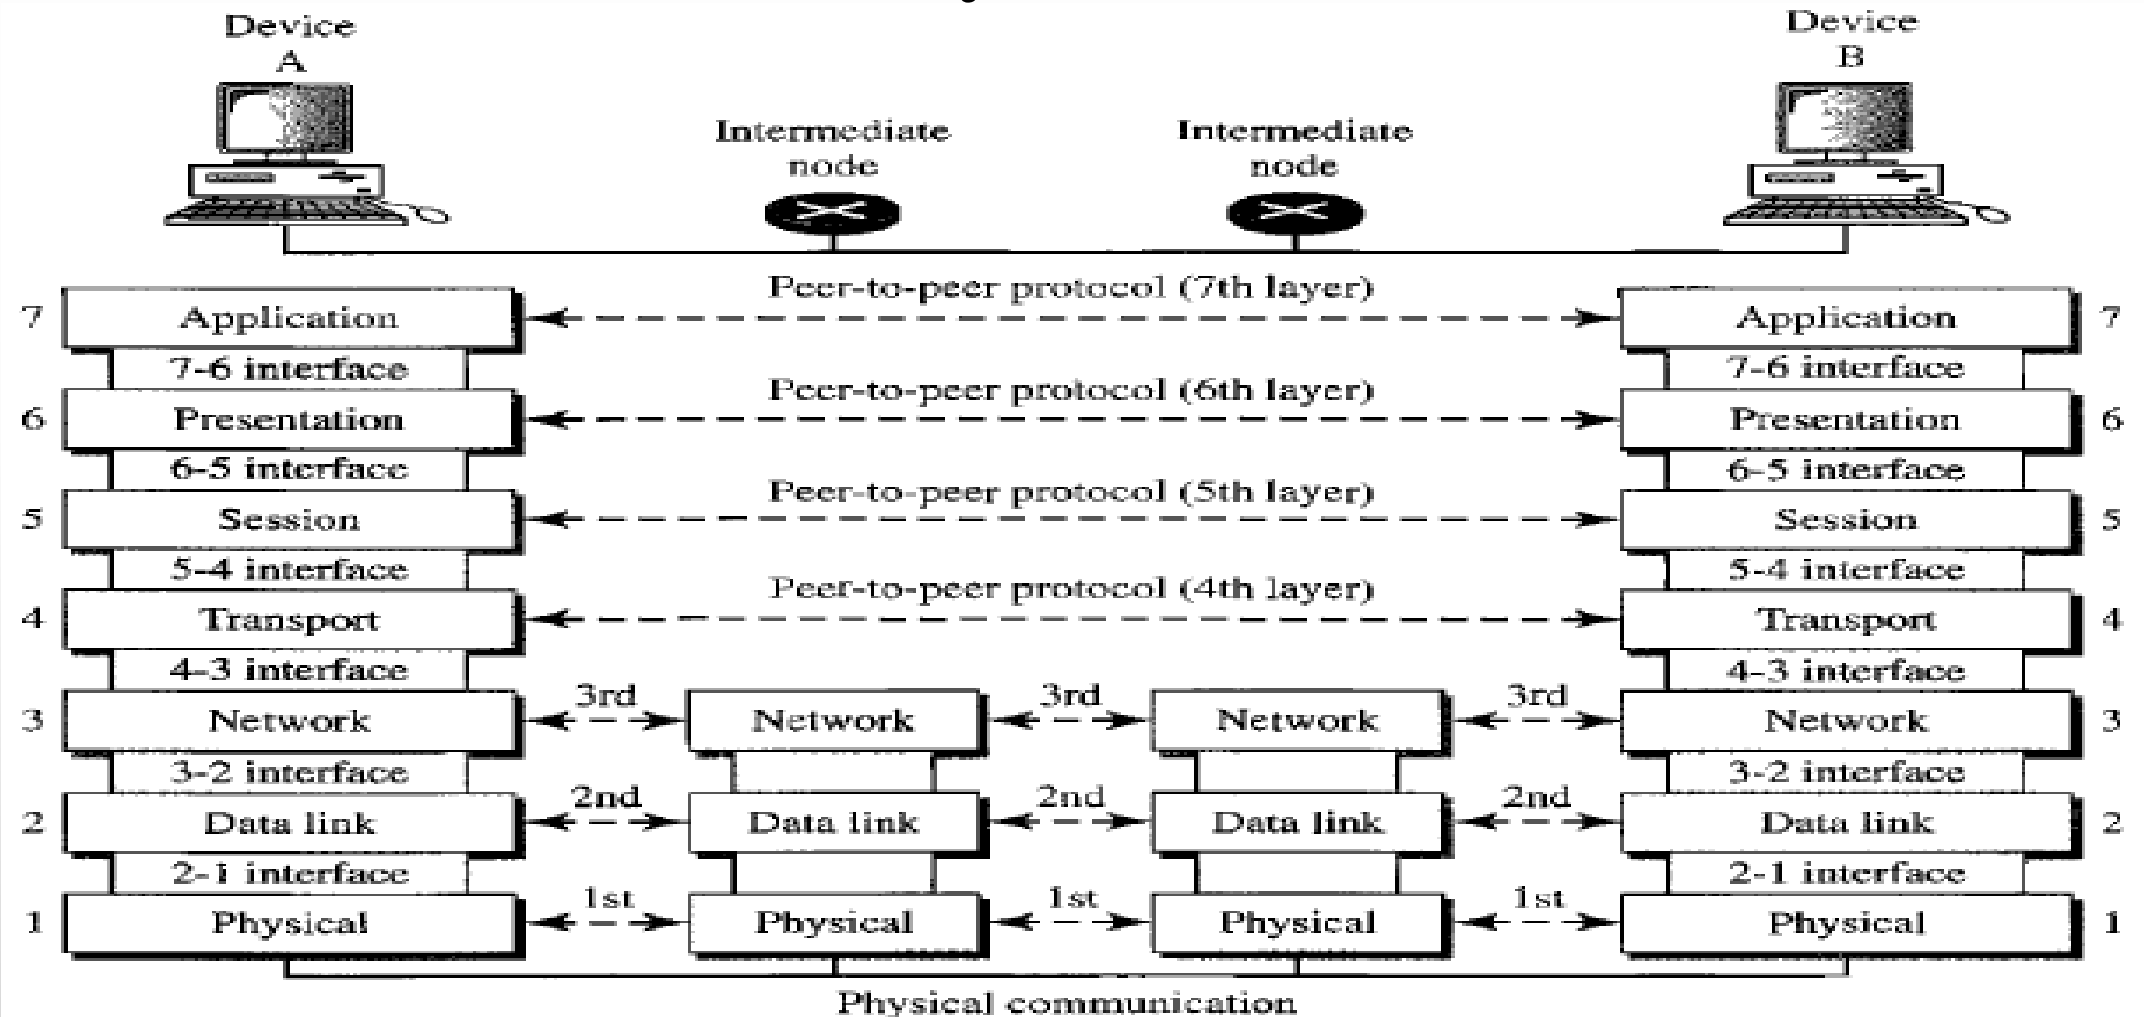 Device
A
Device
B
Intermediate
node
Intermediate
node
Peer-to-peer protocol (7th layer)
7 Application Application 7
7-6 interface 7-6 interface
Peer-to-peer protocol (6th layer)
6 Presentation Presentation 6
6-5 interface 6-5 interface
Peer-to-peer protocol (5th layer)
5 Session Session 5
5-4 interface 5-4 interface
Peer-to-peer protocol (4th layer)
4 Transport Transport 4
4-3 interface 4-3 interface
3rd 3rd 3rd
3 Network Network Network Network 3
3-2 interface 3-2 interface
2nd 2nd 2nd
2 Data link Data link Data link Data link 2
2-1 interface 2-1 interface
1st 1st 1st
1 Physical Physical Physical Physical 1
Physical communication